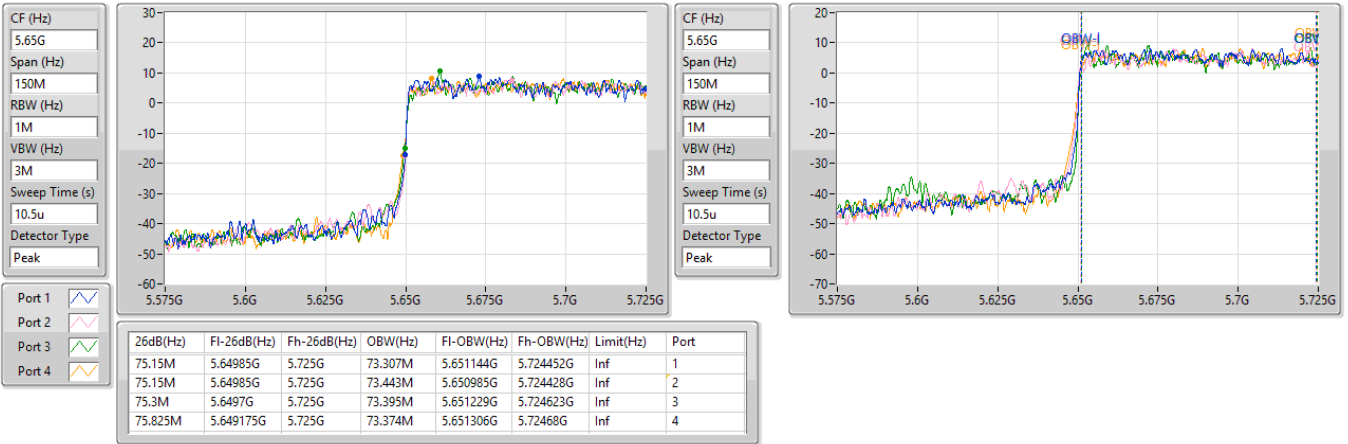 CF (Hz)
5.65G
Span (Hz)
150M
RBW (Hz)
1M
VBW (Hz)
3M
Sweep Time (s)
10.5u
Detector Type
Peak
30
20
10
0
-10
-20
-30
-40
-50
-60
5.575G 5.6G 5.625G 5.65G 5.675G 5.7G 5.725G
CF (Hz)
5.65G
Span (Hz)
150M
RBW (Hz)
1M
VBW (Hz)
3M
Sweep Time (s)
10.5u
Detector Type
Peak
20
10
0
-10
-20
-30
-40
-50
-60
-70
OBW-l
OBW
5.575G 5.6G 5.625G 5.65G 5.675G 5.7G 5.725G
Port 1
Port 2
Port 3
Port 4
26dB(Hz) Fl-26dB(Hz) Fh-26dB(Hz) OBW(Hz) Fl-OBW(Hz) Fh-OBW(Hz) Limit(Hz) Port
75.15M 5.64985G 5.725G 73.307M 5.651144G 5.724452G Inf 1
75.15M 5.64985G 5.725G 73.443M 5.650985G 5.724428G Inf 2
75.3M 5.6497G 5.725G 73.395M 5.651229G 5.724623G Inf 3
75.825M 5.649175G 5.725G 73.374M 5.651306G 5.72468G Inf 4